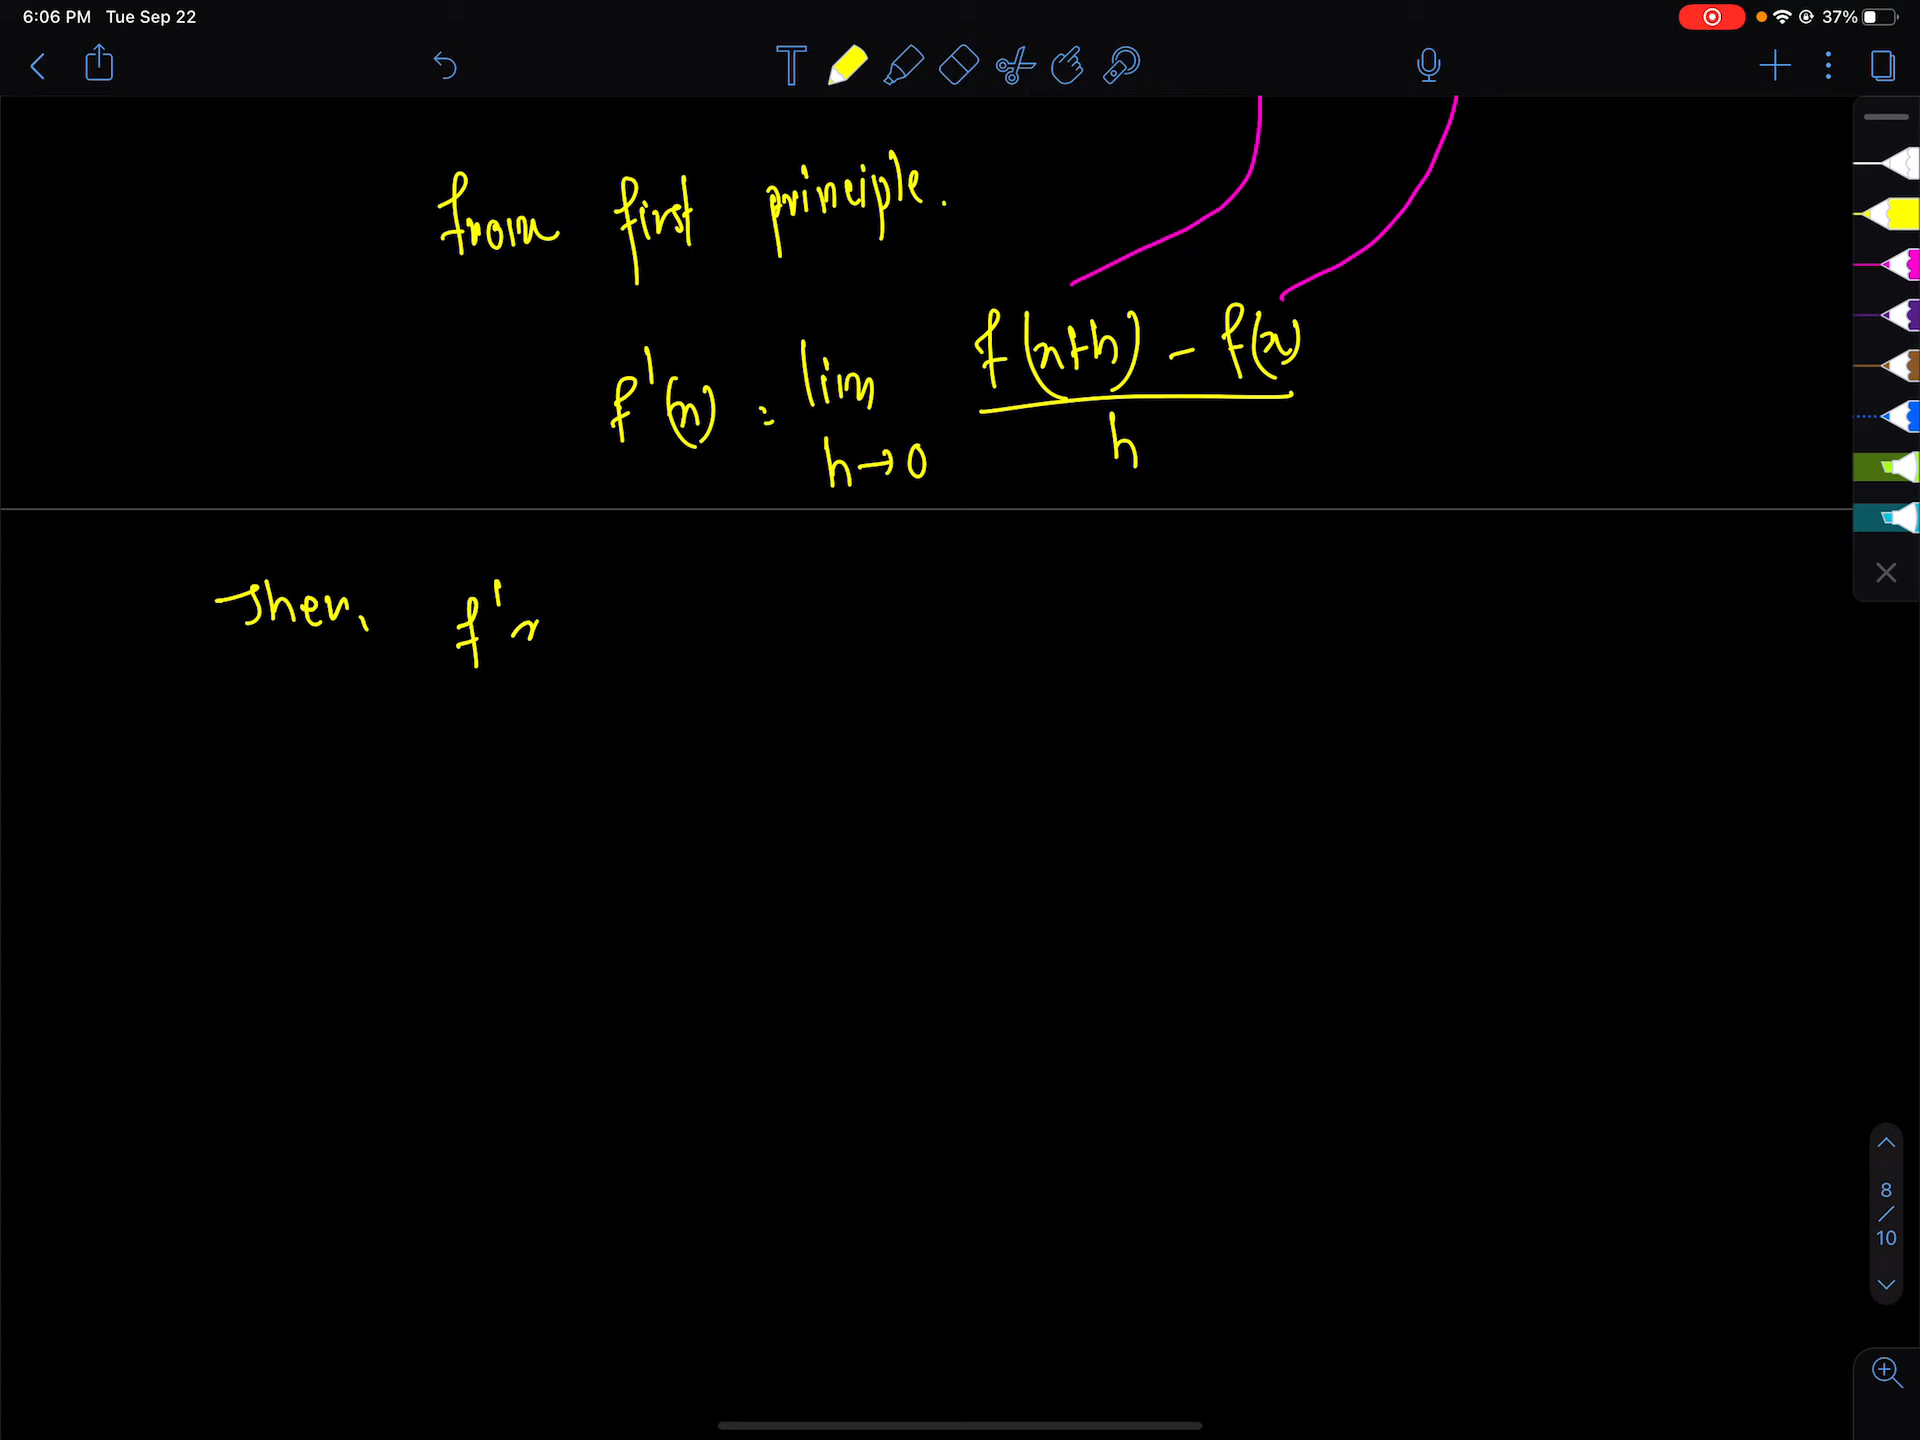 6:06 PM Tue Sep 22
37%
T
from first principle.
f'(x) = lim h→0 f(x+h) - f(x) / h
Then, f'x
8
/
10